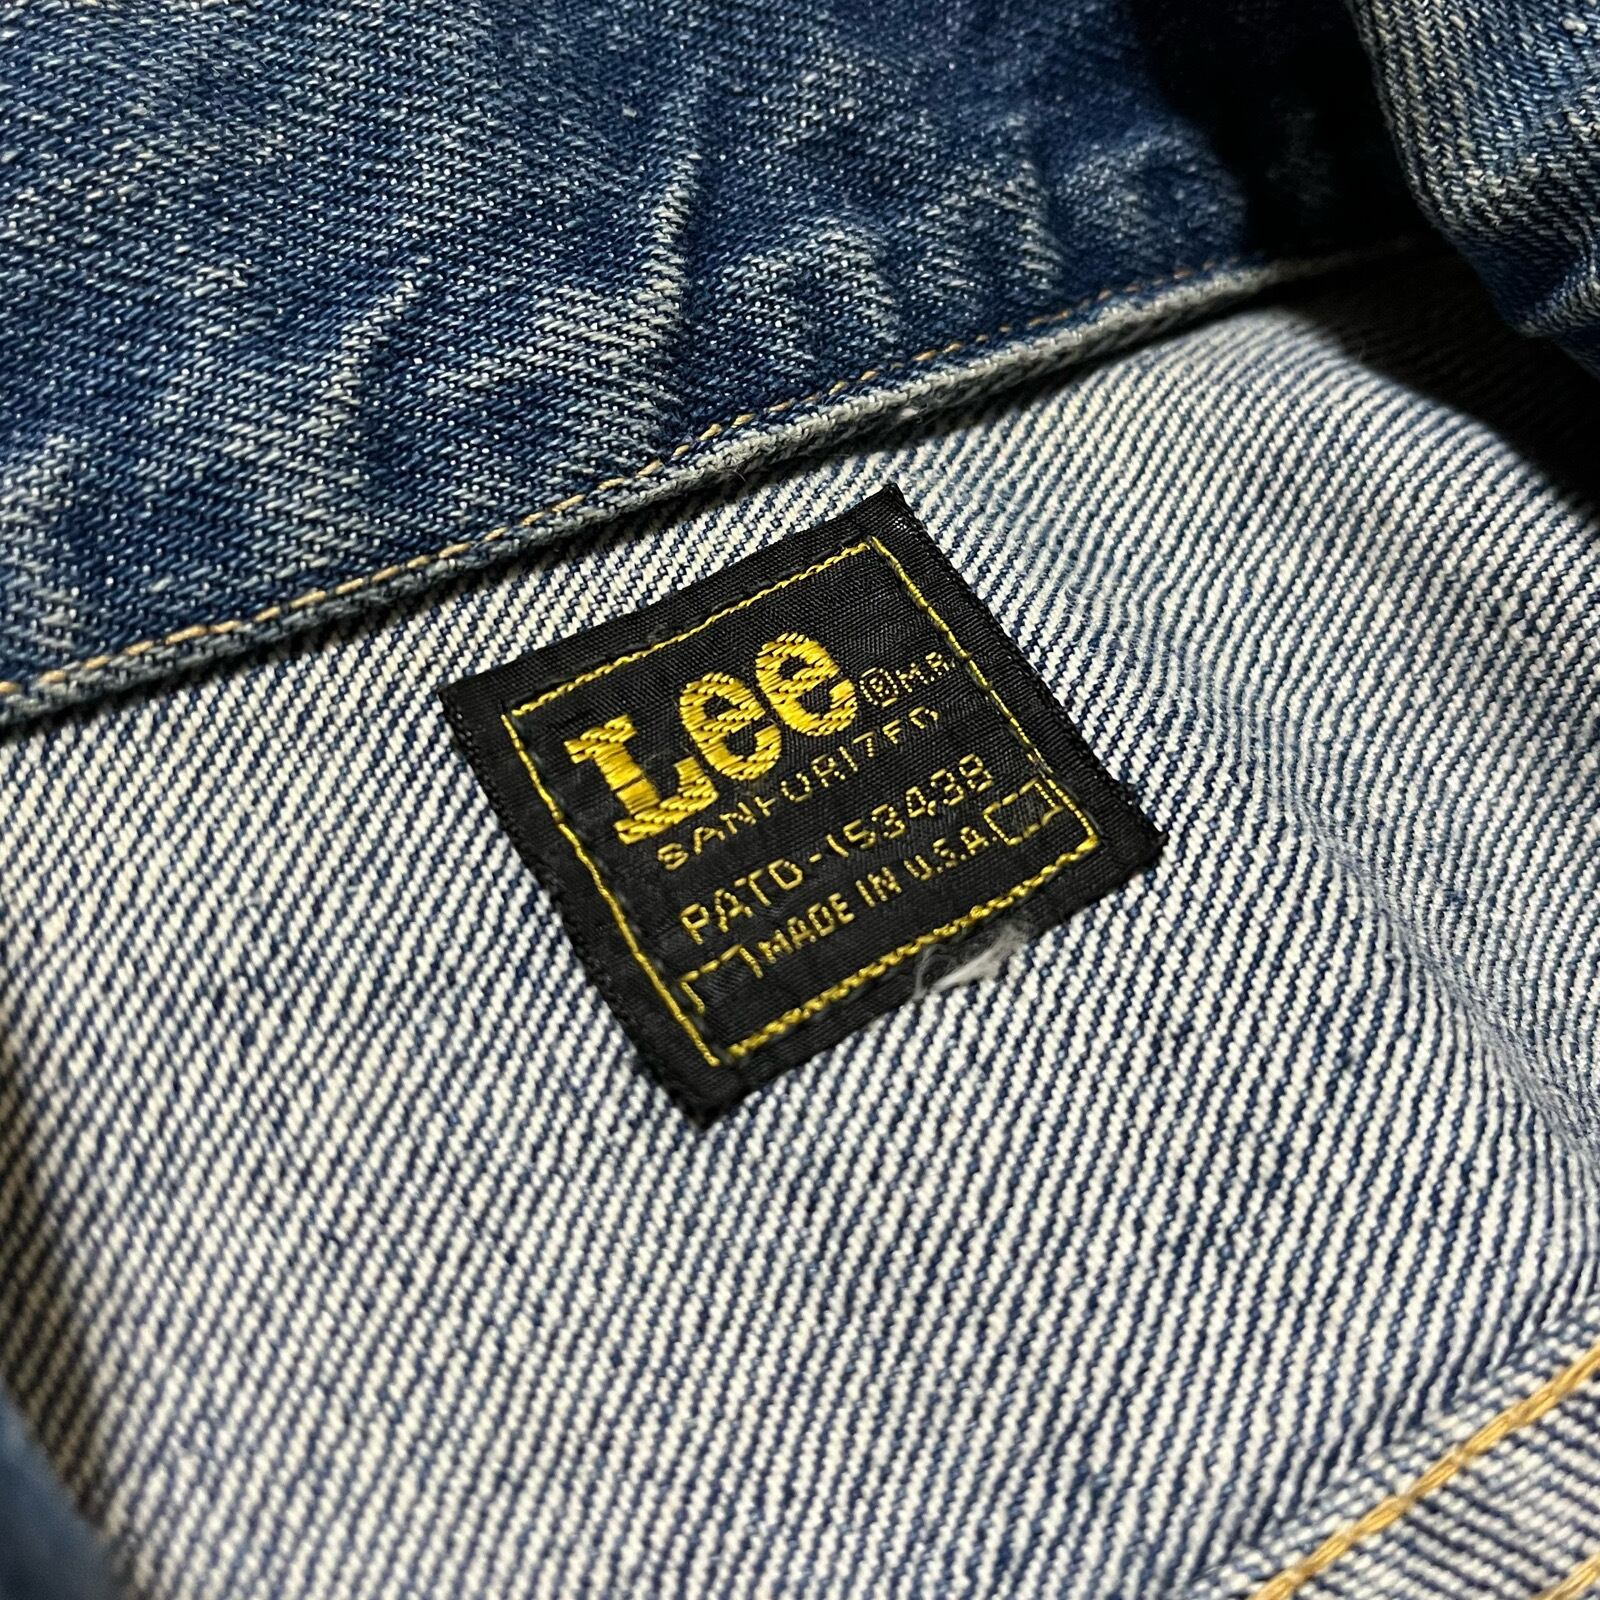 Lee ® M.R.
SANFORIZED
PATD-153438
MADE IN U.S.A.